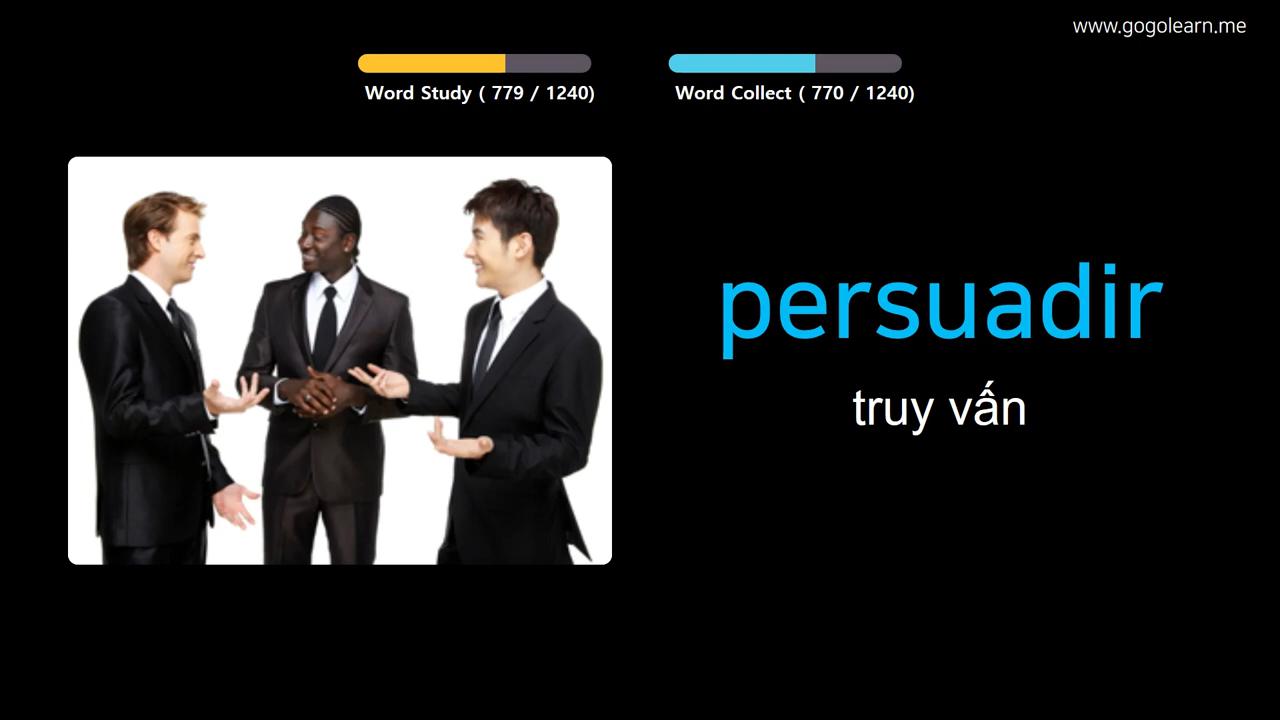 www.gogolearn.me
Word Study ( 779 / 1240)
Word Collect ( 770 / 1240)
persuadir
truy vấn